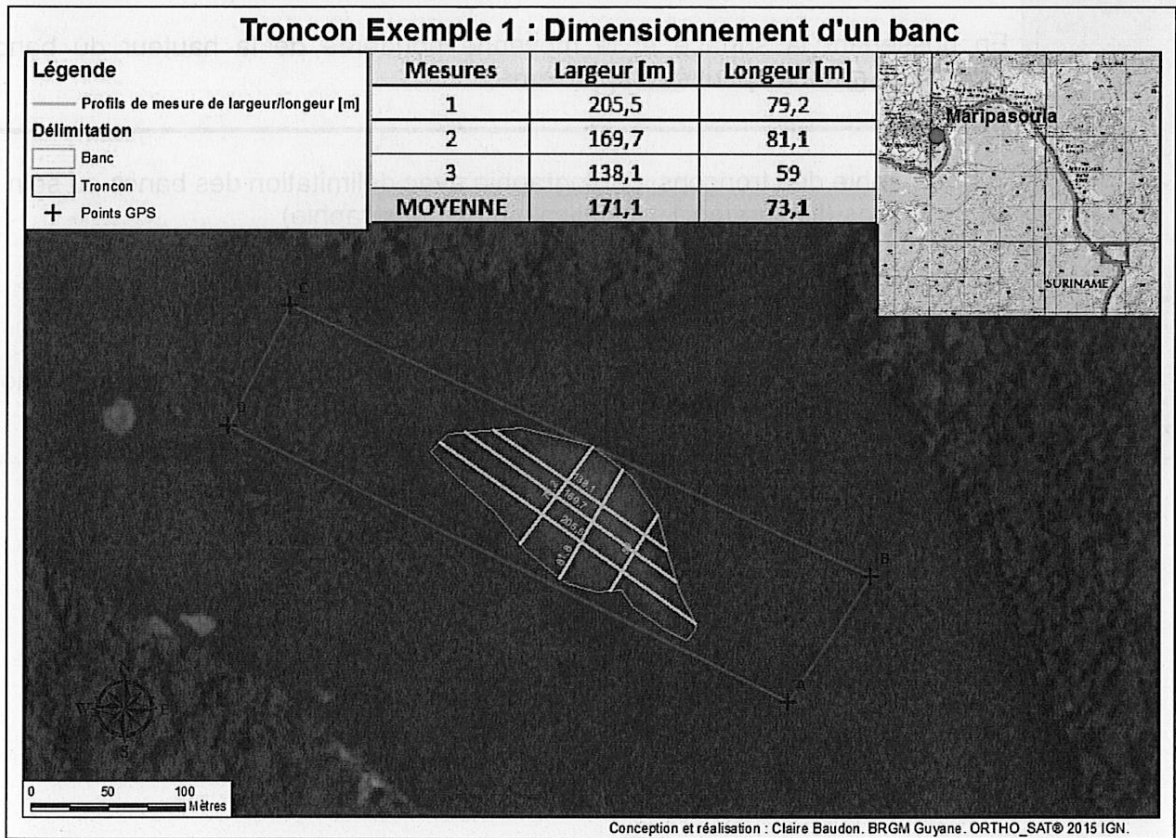 Troncon Exemple 1 : Dimensionnement d'un banc
Légende
Profils de mesure de largeur/longeur [m]
Délimitation
Banc
Troncon
Points GPS
Mesures Largeur [m] Longeur [m]
1 205,5 79,2
2 169,7 81,1
3 138,1 59
MOYENNE 171,1 73,1
Maripasoula
SURINAME
C
B
A
138,1
169,7
205,5
N
E
S
W
0 50 100
Mètres
Conception et réalisation : Claire Baudon. BRGM Guyane. ORTHO_SAT® 2015 IGN.